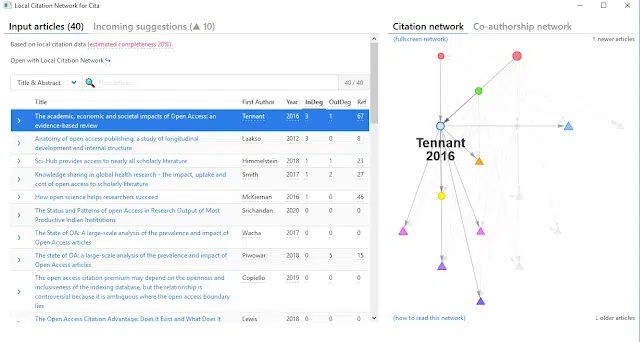 Local Citation Network for Cita
Input articles (40)
Incoming suggestions (▲ 10)
Based on local citation data (estimated completeness 20%).
Open with Local Citation Network
Title & Abstract
40 / 40
Title First Author Year InDeg OutDeg Ref
The academic, economic and societal impacts of Open Access: an Tennant 2016 3 1 67
evidence-based review
Anatomy of open access publishing: a study of longitudinal Laakso 2012 3 0 8
development and internal structure
Sci-Hub provides access to nearly all scholarly literature Himmelstein 2018 1 1 23
Knowledge sharing in global health research – the impact, uptake and Smith 2017 1 2 27
cost of open access to scholarly literature
How open science helps researchers succeed McKiernan 2016 1 0 46
The Status and Patterns of open Access in Research Output of Most Srichandan 2020 0 0 0
Productive Indian Institutions
The State of OA: A large-scale analysis of the prevalence and impact of Wacha 2017 0 0 0
Open Access articles
The state of OA: a large-scale analysis of the prevalence and impact of Piwowar 2018 0 5 15
Open Access articles
The open access citation premium may depend on the openness and Copiello 2019 0 0 0
inclusiveness of the indexing database, but the relationship is
controversial because it is ambiguous where the open access boundary
lies
The Open Access Citation Advantage: Does It Exist and What Does It Lewis 2018 0 0 0
Citation network
Co-authorship network
(fullscreen network)
↑ newer articles
Tennant
2016
(how to read this network)
↓ older articles